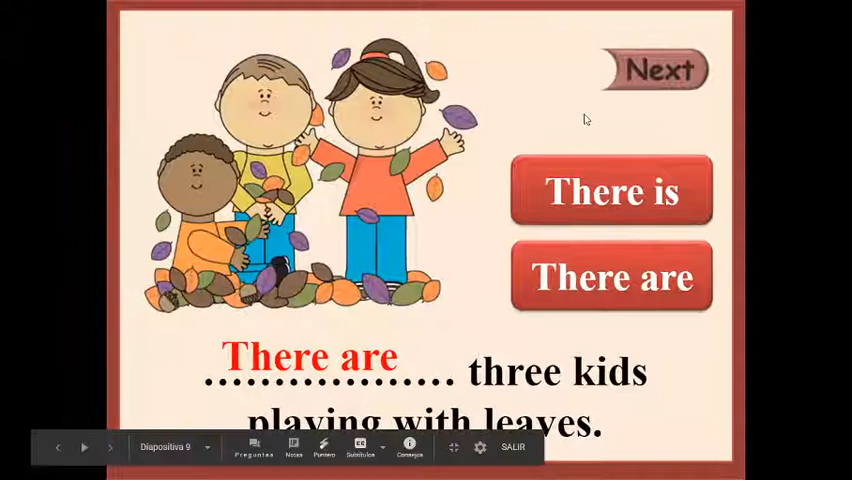 Next
There is
There are
There are
.................. three kids
playing with leaves.
Diapositiva 9
Preguntas
Notas
Puntero
Subtítulos
Consejos
SALIR